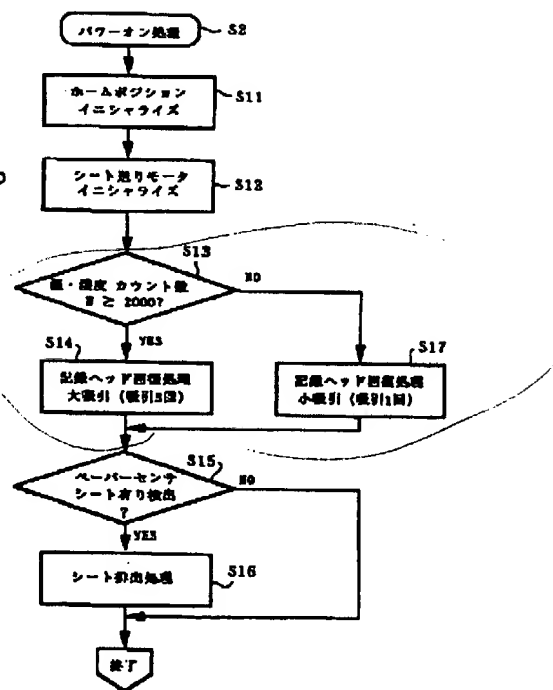 パワーオン処理
S2
ホームポジション
イニシャライズ
S11
シート送りモータ
イニシャライズ
S12
S13
温・湿度 カウント数
N ≥ 2000?
NO
YES
S14
記録ヘッド回復処理
大吸引 (吸引3回)
S17
記録ヘッド回復処理
小吸引 (吸引1回)
S15
ペーパーセンサ
シート有り検出
?
NO
YES
シート排出処理
S16
終了